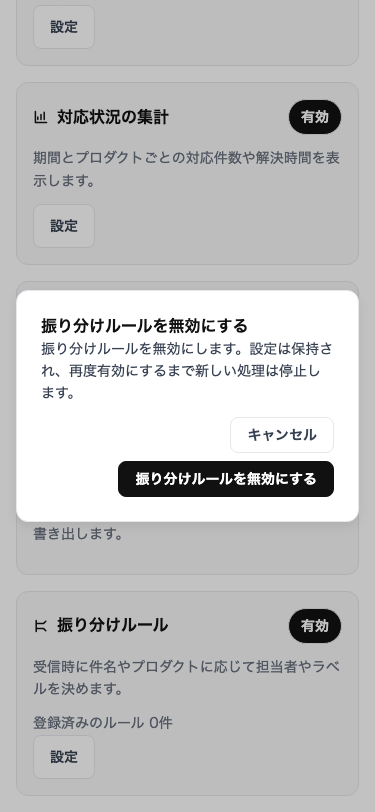 設定
対応状況の集計
有効
期間とプロダクトごとの対応件数や解決時間を表
示します。
設定
振り分けルールを無効にする
振り分けルールを無効にします。設定は保持さ
れ、再度有効にするまで新しい処理は停止し
ます。
キャンセル
振り分けルールを無効にする
書き出します。
振り分けルール
有効
受信時に件名やプロダクトに応じて担当者やラベ
ルを決めます。
登録済みのルール 0件
設定